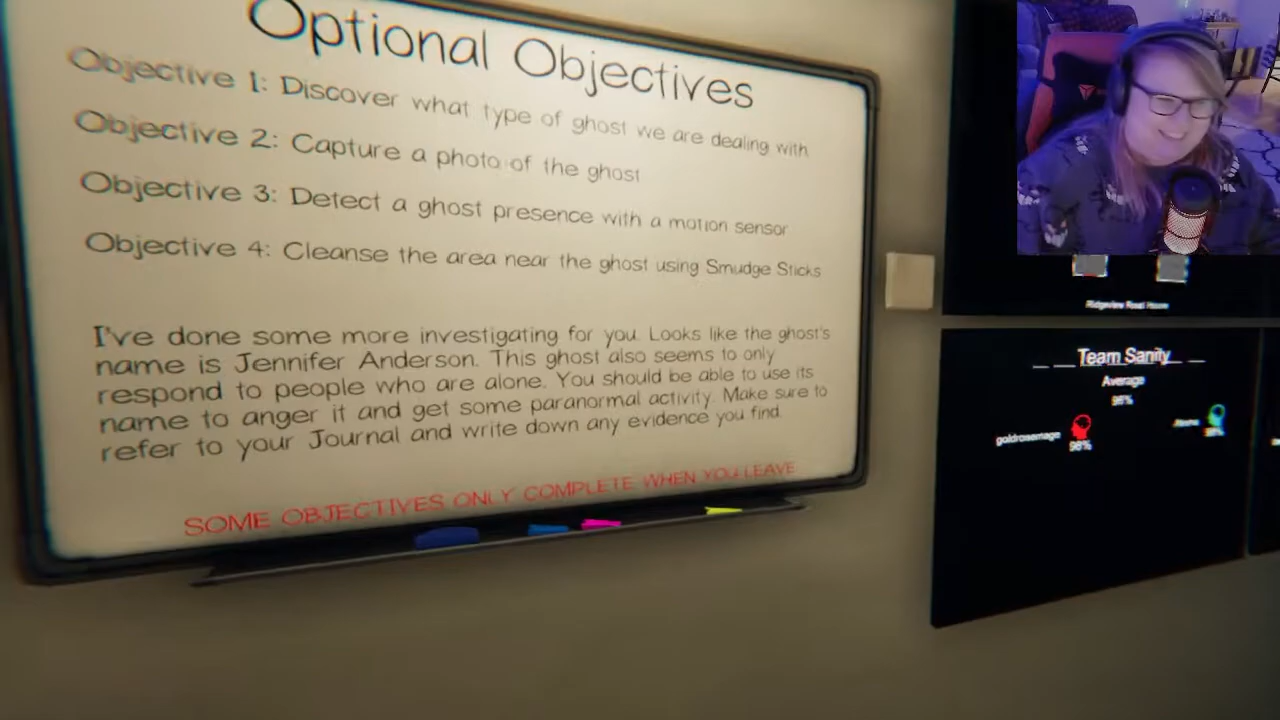 Optional Objectives
Objective 1: Discover what type of ghost we are dealing with
Objective 2: Capture a photo of the ghost
Objective 3: Detect a ghost presence with a motion sensor
Objective 4: Cleanse the area near the ghost using Smudge Sticks
I've done some more investigating for you. Looks like the ghost's
name is Jennifer Anderson. This ghost also seems to only
respond to people who are alone. You should be able to use its
name to anger it and get some paranormal activity. Make sure to
refer to your Journal and write down any evidence you find.
SOME OBJECTIVES ONLY COMPLETE WHEN YOU LEAVE
Ridgeview Road House
Team Sanity
Average
goldrosemage
98%